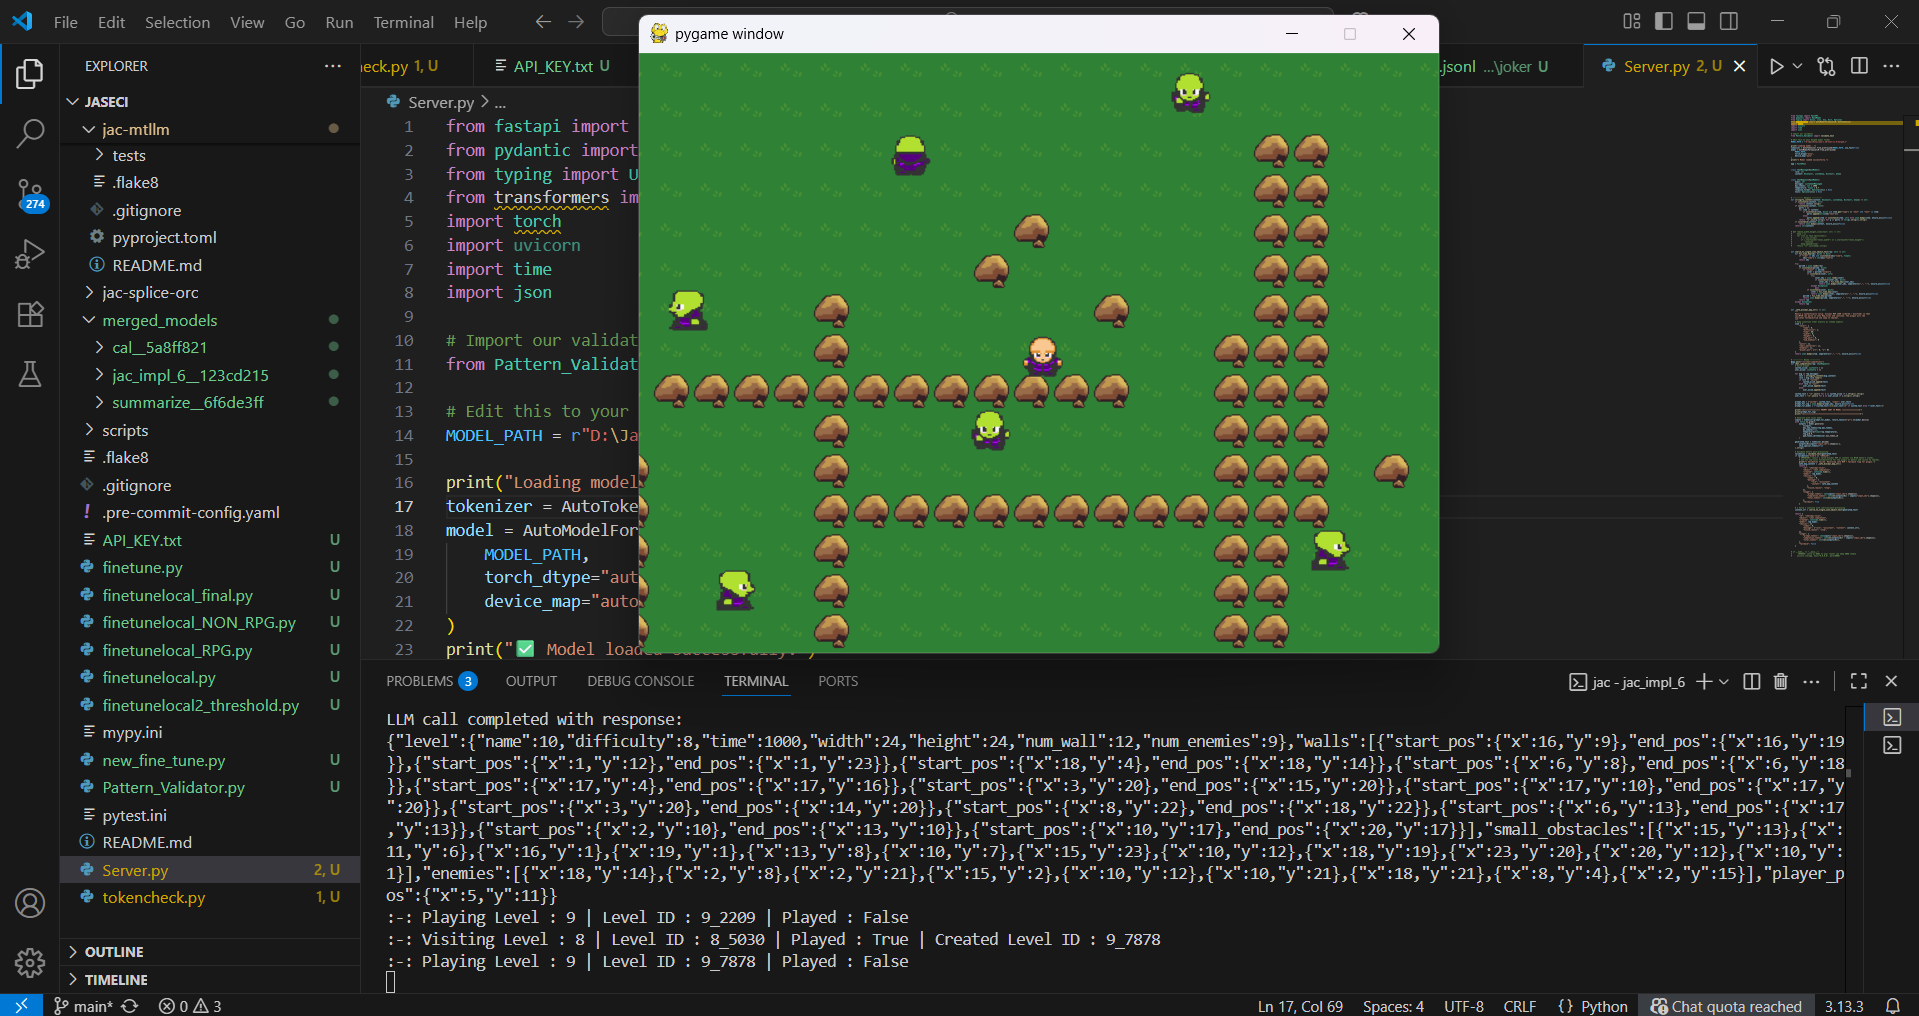 File Edit Selection View Go Run Terminal Help
pygame window
EXPLORER
JASECI
jac-mtllm
tests
.flake8
.gitignore
pyproject.toml
README.md
jac-splice-orc
merged_models
cal__5a8ff821
jac_impl_6__123cd215
summarize__6f6de3ff
scripts
.flake8
.gitignore
.pre-commit-config.yaml
API_KEY.txt U
finetune.py U
finetunelocal_final.py U
finetunelocal_NON_RPG.py U
finetunelocal_RPG.py U
finetunelocal.py U
finetunelocal2_threshold.py U
mypy.ini
new_fine_tune.py U
Pattern_Validator.py U
pytest.ini
README.md
Server.py 2, U
tokencheck.py 1, U
OUTLINE
TIMELINE
274
eck.py 1, U
API_KEY.txt U
.jsonl ...\joker U
Server.py 2, U
Server.py > ...
1 from fastapi import
2 from pydantic import
3 from typing import U
4 from transformers im
5 import torch
6 import uvicorn
7 import time
8 import json
9
10 # Import our validat
11 from Pattern_Validat
12
13 # Edit this to your
14 MODEL_PATH = r"D:\Ja
15
16 print("Loading model
17 tokenizer = AutoToke
18 model = AutoModelFor
19 MODEL_PATH,
20 torch_dtype="aut
21 device_map="auto
22 )
23 print("✅ Model loaded successfully.")
PROBLEMS 3 OUTPUT DEBUG CONSOLE TERMINAL PORTS
jac - jac_impl_6
LLM call completed with response:
{"level":{"name":10,"difficulty":8,"time":1000,"width":24,"height":24,"num_wall":12,"num_enemies":9},"walls":[{"start_pos":{"x":16,"y":9},"end_pos":{"x":16,"y":19
}},{"start_pos":{"x":1,"y":12},"end_pos":{"x":1,"y":23}},{"start_pos":{"x":18,"y":4},"end_pos":{"x":18,"y":14}},{"start_pos":{"x":6,"y":8},"end_pos":{"x":6,"y":18
}},{"start_pos":{"x":17,"y":4},"end_pos":{"x":17,"y":16}},{"start_pos":{"x":3,"y":20},"end_pos":{"x":15,"y":20}},{"start_pos":{"x":17,"y":10},"end_pos":{"x":17,"y
":20}},{"start_pos":{"x":3,"y":20},"end_pos":{"x":14,"y":20}},{"start_pos":{"x":8,"y":22},"end_pos":{"x":18,"y":22}},{"start_pos":{"x":6,"y":13},"end_pos":{"x":17
,"y":13}},{"start_pos":{"x":2,"y":10},"end_pos":{"x":13,"y":10}},{"start_pos":{"x":10,"y":17},"end_pos":{"x":20,"y":17}}],"small_obstacles":[{"x":15,"y":13},{"x":
11,"y":6},{"x":16,"y":1},{"x":19,"y":1},{"x":13,"y":8},{"x":10,"y":7},{"x":15,"y":23},{"x":10,"y":12},{"x":18,"y":19},{"x":23,"y":20},{"x":20,"y":12},{"x":10,"y":
1}],"enemies":[{"x":18,"y":14},{"x":2,"y":8},{"x":2,"y":21},{"x":15,"y":2},{"x":10,"y":12},{"x":10,"y":21},{"x":18,"y":21},{"x":8,"y":4},{"x":2,"y":15}],"player_p
os":{"x":5,"y":11}}
:-: Playing Level : 9 | Level ID : 9_2209 | Played : False
:-: Visiting Level : 8 | Level ID : 8_5030 | Played : True | Created Level ID : 9_7878
:-: Playing Level : 9 | Level ID : 9_7878 | Played : False
main* 0 3
Ln 17, Col 69 Spaces: 4 UTF-8 CRLF {} Python Chat quota reached 3.13.3